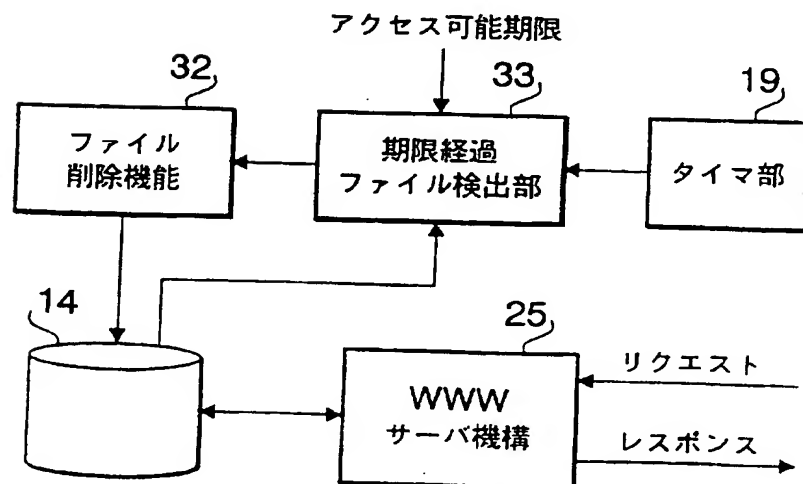 アクセス可能期限
32
33
19
ファイル
削除機能
期限経過
ファイル検出部
タイマ部
14
25
WWW
サーバ機構
リクエスト
レスポンス